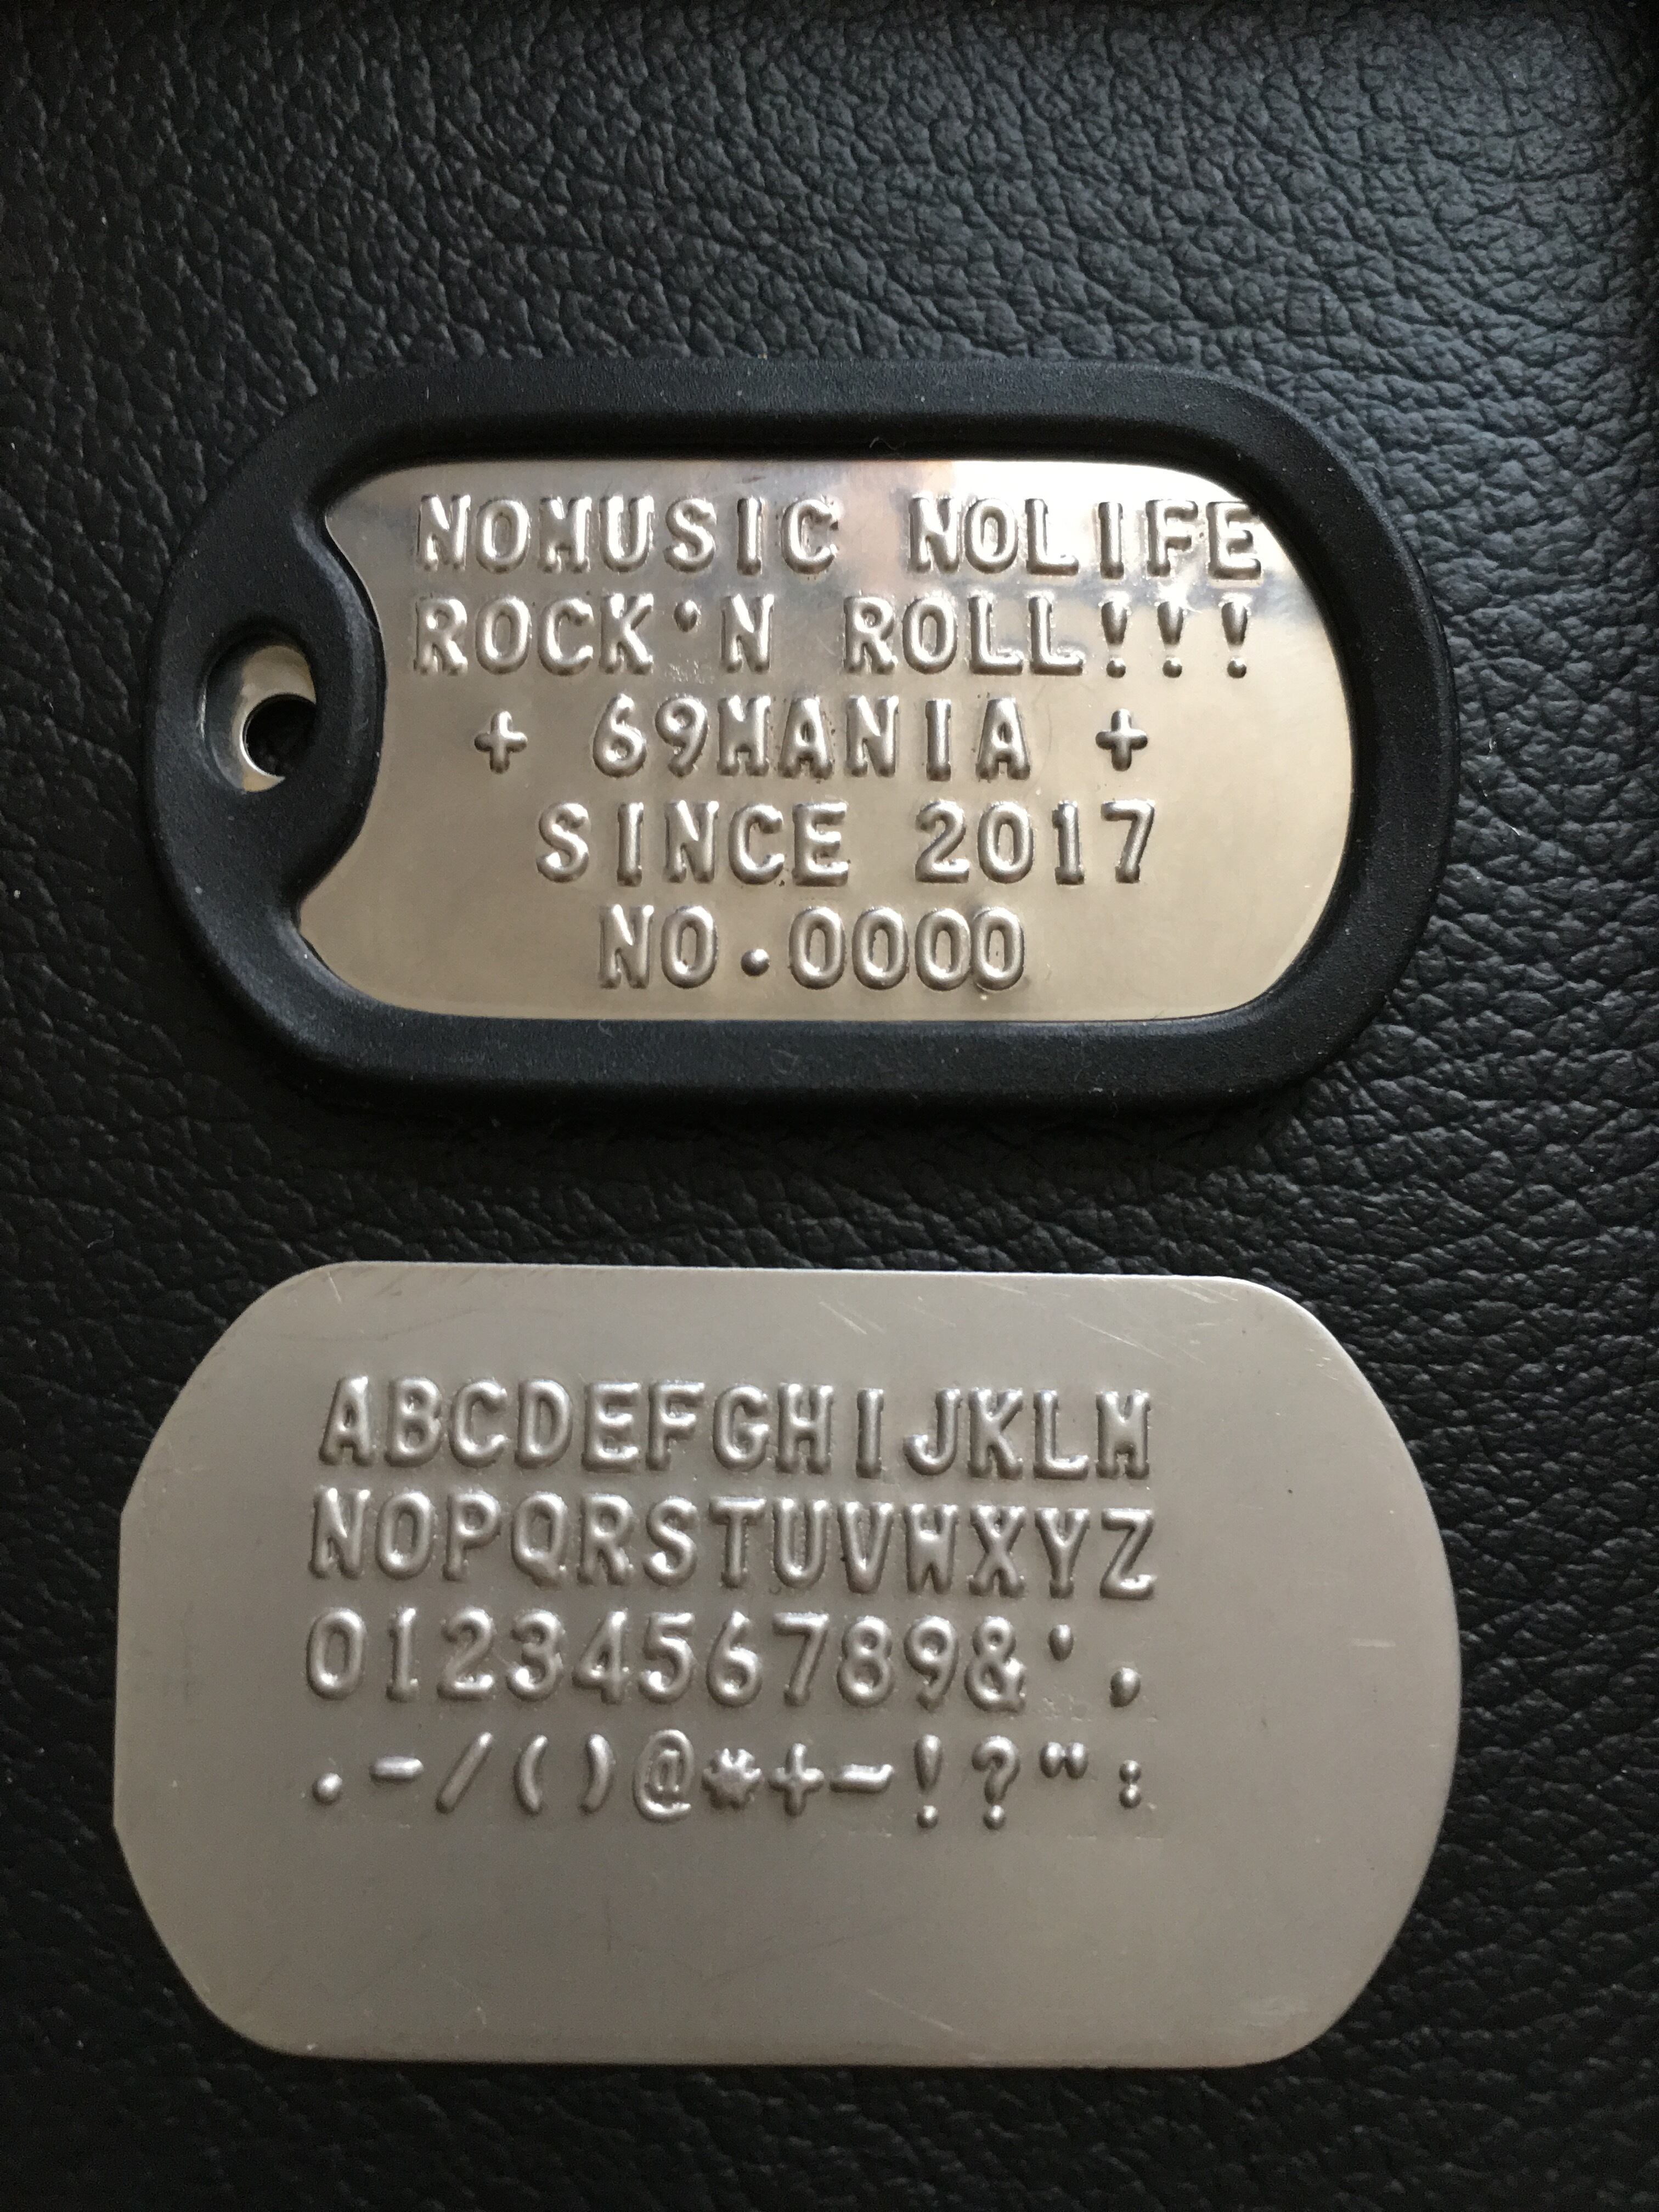 NOMUSIC NOLIFE
ROCK'N ROLL!!!
+ 69MANIA +
SINCE 2017
NO.0000
ABCDEFGHIJKLM
NOPQRSTUVWXYZ
0123456789&',
.-/()@*+-!?":